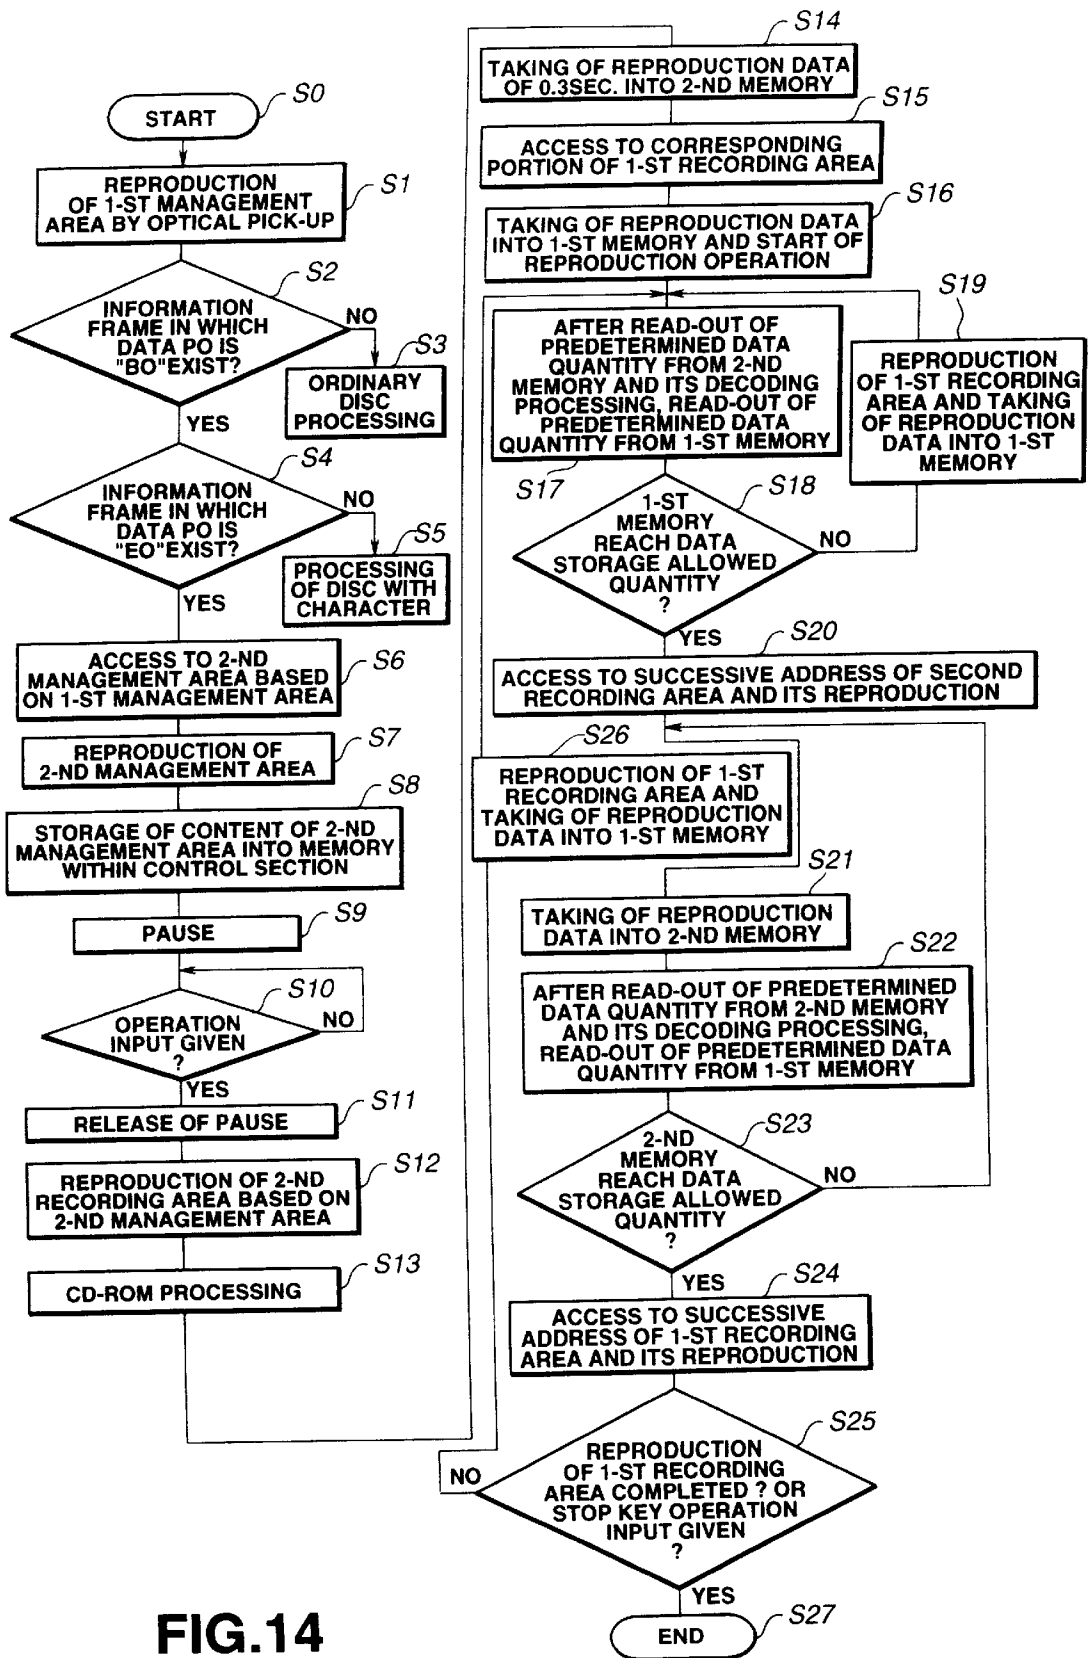 S0
START
S1
REPRODUCTION
OF 1-ST MANAGEMENT
AREA BY OPTICAL PICK-UP
S2
INFORMATION
FRAME IN WHICH
DATA PO IS
"BO"EXIST?
NO
S3
ORDINARY
DISC
PROCESSING
YES
S4
INFORMATION
FRAME IN WHICH
DATA PO IS
"EO"EXIST?
NO
S5
PROCESSING
OF DISC WITH
CHARACTER
YES
S6
ACCESS TO 2-ND
MANAGEMENT AREA BASED
ON 1-ST MANAGEMENT AREA
S7
REPRODUCTION OF
2-ND MANAGEMENT AREA
S8
STORAGE OF CONTENT OF 2-ND
MANAGEMENT AREA INTO MEMORY
WITHIN CONTROL SECTION
S9
PAUSE
S10
OPERATION
INPUT GIVEN
?
NO
YES
S11
RELEASE OF PAUSE
S12
REPRODUCTION OF 2-ND
RECORDING AREA BASED ON
2-ND MANAGEMENT AREA
S13
CD-ROM PROCESSING
S14
TAKING OF REPRODUCTION DATA
OF 0.3SEC. INTO 2-ND MEMORY
S15
ACCESS TO CORRESPONDING
PORTION OF 1-ST RECORDING AREA
S16
TAKING OF REPRODUCTION DATA
INTO 1-ST MEMORY AND START OF
REPRODUCTION OPERATION
AFTER READ-OUT OF
PREDETERMINED DATA
QUANTITY FROM 2-ND
MEMORY AND ITS DECODING
PROCESSING, READ-OUT OF
PREDETERMINED DATA
QUANTITY FROM 1-ST MEMORY
S17
S19
REPRODUCTION
OF 1-ST RECORDING
AREA AND TAKING
OF REPRODUCTION
DATA INTO 1-ST
MEMORY
S18
1-ST
MEMORY
REACH DATA
STORAGE ALLOWED
QUANTITY
?
NO
YES
S20
ACCESS TO SUCCESSIVE ADDRESS OF SECOND
RECORDING AREA AND ITS REPRODUCTION
S26
REPRODUCTION OF 1-ST
RECORDING AREA AND
TAKING OF REPRODUCTION
DATA INTO 1-ST MEMORY
S21
TAKING OF REPRODUCTION
DATA INTO 2-ND MEMORY
S22
AFTER READ-OUT OF PREDETERMINED
DATA QUANTITY FROM 2-ND MEMORY
AND ITS DECODING PROCESSING,
READ-OUT OF PREDETERMINED DATA
QUANTITY FROM 1-ST MEMORY
S23
2-ND
MEMORY
REACH DATA
STORAGE ALLOWED
QUANTITY
?
NO
YES
S24
ACCESS TO SUCCESSIVE
ADDRESS OF 1-ST RECORDING
AREA AND ITS REPRODUCTION
S25
REPRODUCTION
OF 1-ST RECORDING
AREA COMPLETED ? OR
STOP KEY OPERATION
INPUT GIVEN
?
NO
YES
S27
END
FIG.14